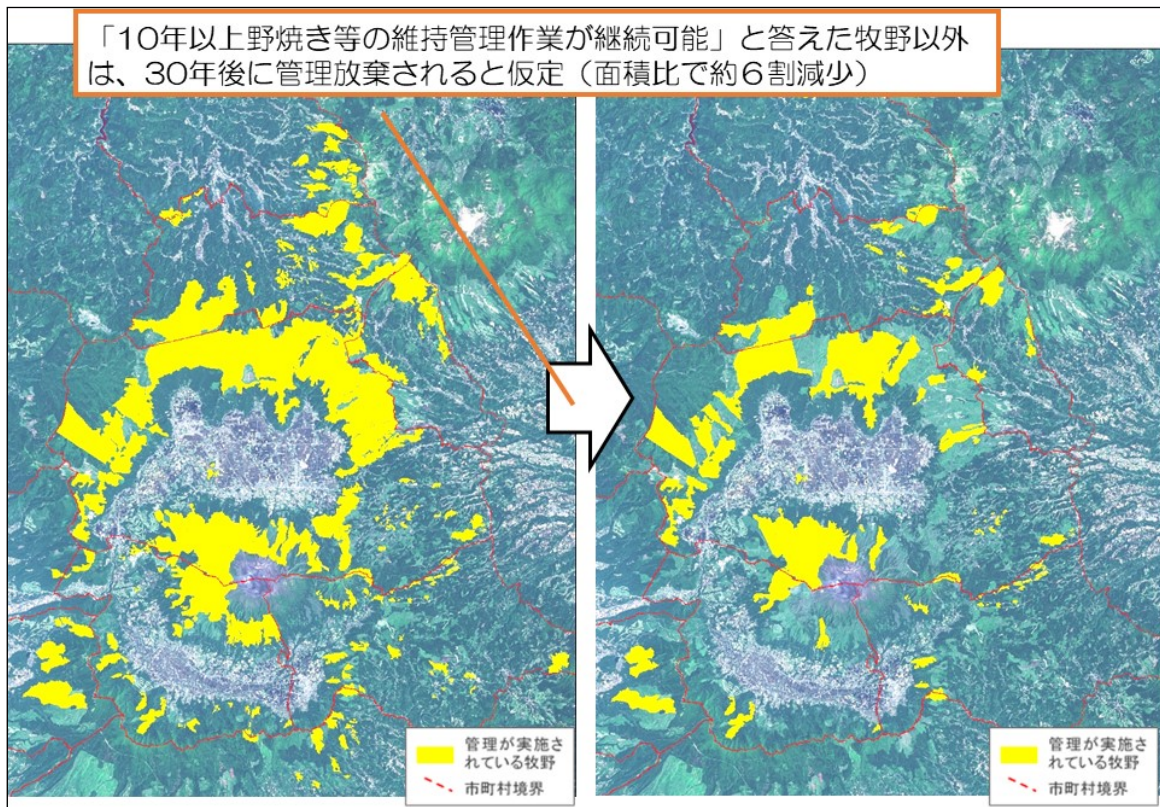 「10年以上野焼き等の維持管理作業が継続可能」と答えた牧野以外
は、30年後に管理放棄されると仮定（面積比で約６割減少）
管理が実施さ
れている牧野
市町村境界
管理が実施さ
れている牧野
市町村境界